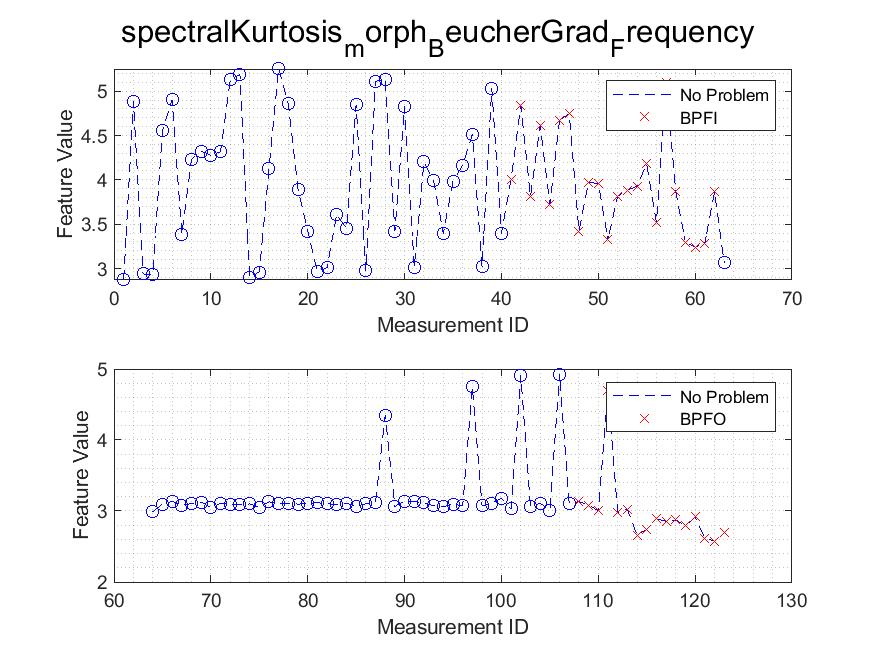 spectralKurtosis_morph_BeucherGrad_Frequency
5
4.5
4
3.5
3
Feature Value
No Problem
BPFI
0 10 20 30 40 50 60 70
Measurement ID
5
4
3
2
Feature Value
No Problem
BPFO
60 70 80 90 100 110 120 130
Measurement ID